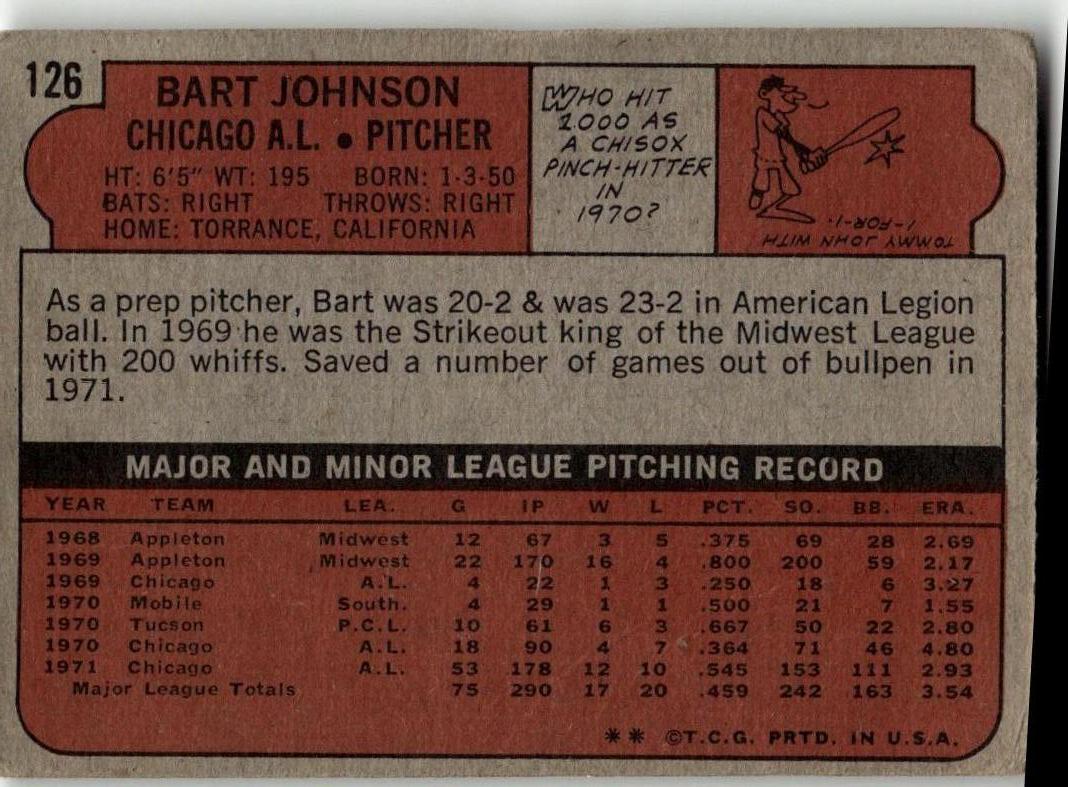 126
BART JOHNSON
CHICAGO A.L. • PITCHER
HT: 6'5" WT: 195 BORN: 1-3-50
BATS: RIGHT THROWS: RIGHT
HOME: TORRANCE, CALIFORNIA
WHO HIT
1.000 AS
A CHISOX
PINCH-HITTER
IN
1970?
TOMMY JOHN WITH
1-FOR-1.
As a prep pitcher, Bart was 20-2 & was 23-2 in American Legion
ball. In 1969 he was the Strikeout king of the Midwest League
with 200 whiffs. Saved a number of games out of bullpen in
1971.
MAJOR AND MINOR LEAGUE PITCHING RECORD
YEAR TEAM LEA. G IP W L PCT. SO. BB. ERA.
1968 Appleton Midwest 12 67 3 5 .375 69 28 2.69
1969 Appleton Midwest 22 170 16 4 .800 200 59 2.17
1969 Chicago A.L. 4 22 1 3 .250 18 6 3.27
1970 Mobile South. 4 29 1 1 .500 21 7 1.55
1970 Tucson P.C.L. 10 61 6 3 .667 50 22 2.80
1970 Chicago A.L. 18 90 4 7 .364 71 46 4.80
1971 Chicago A.L. 53 178 12 10 .545 153 111 2.93
Major League Totals 75 290 17 20 .459 242 163 3.54
** ©T.C.G. PRTD. IN U.S.A.